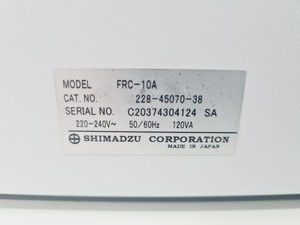 MODEL FRC-10A
CAT. NO. 228-45070-38
SERIAL NO. C20374304124 SA
220-240V~ 50/60Hz 120VA
SHIMADZU CORPORATION
MADE IN JAPAN